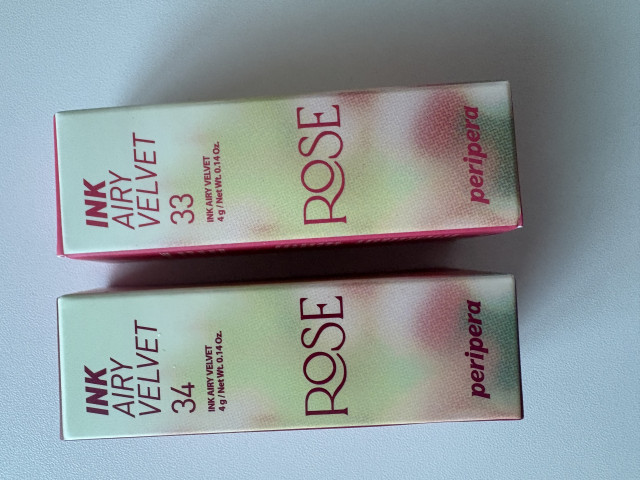 INK
AIRY
VELVET
33
INK AIRY VELVET
4 g / Net Wt. 0.14 Oz.
ROSE
peripera
INK
AIRY
VELVET
34
INK AIRY VELVET
4 g / Net Wt. 0.14 Oz.
ROSE
peripera